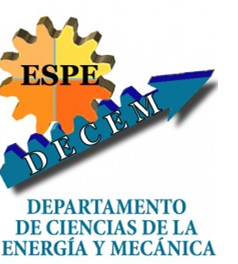 ESPE
DECEM
DEPARTAMENTO
DE CIENCIAS DE LA
ENERGÍA Y MECÁNICA